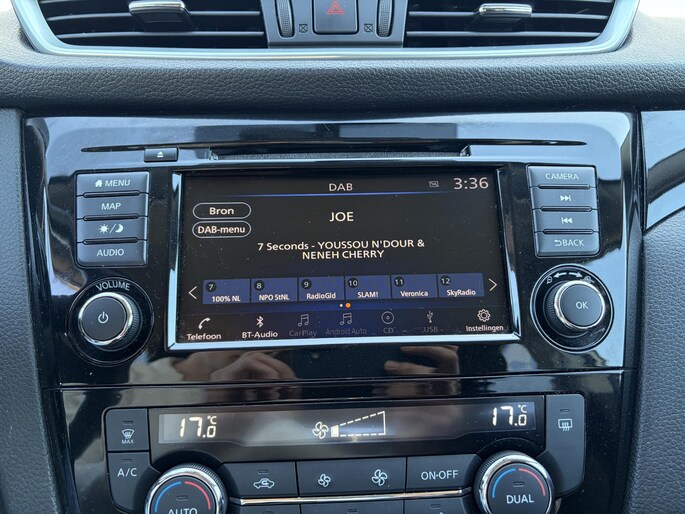 DAB
3:36
MENU
MAP
AUDIO
VOLUME
Bron
DAB-menu
JOE
7 Seconds - YOUSSOU N'DOUR &
NENEH CHERRY
7
100% NL
8
NPO 5tNL
9
RadioGld
10
SLAM!
11
Veronica
12
SkyRadio
Telefoon
BT-Audio
CarPlay
Android Auto
CD
USB
Instellingen
CAMERA
BACK
OK
MAX
A/C
17.0 °C
17.0 °C
ON-OFF
AUTO
DUAL